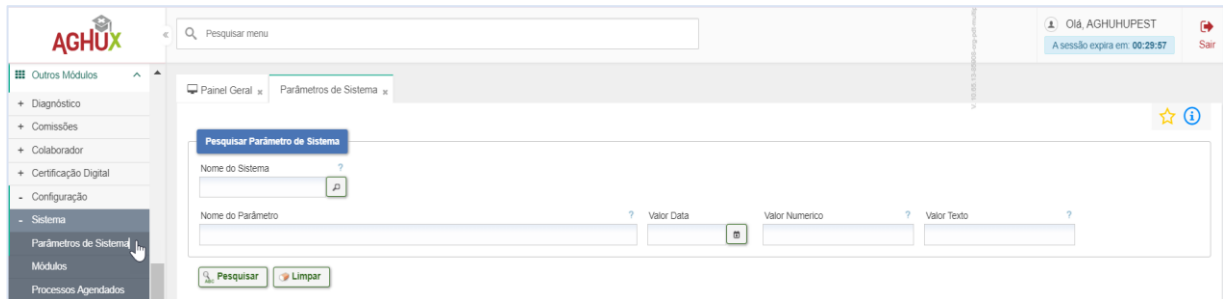 AGHUX
«
Pesquisar menu
Olá, AGHUHUPEST
A sessão expira em: 00:29:57
Sair
Outros Módulos
+ Diagnóstico
+ Comissões
+ Colaborador
+ Certificação Digital
- Configuração
- Sistema
Parâmetros de Sistema
Módulos
Processos Agendados
Painel Geral x
Parâmetros de Sistema x
Pesquisar Parâmetro de Sistema
Nome do Sistema ?
Nome do Parâmetro ?
Valor Data
Valor Numerico ?
Valor Texto ?
Pesquisar
Limpar